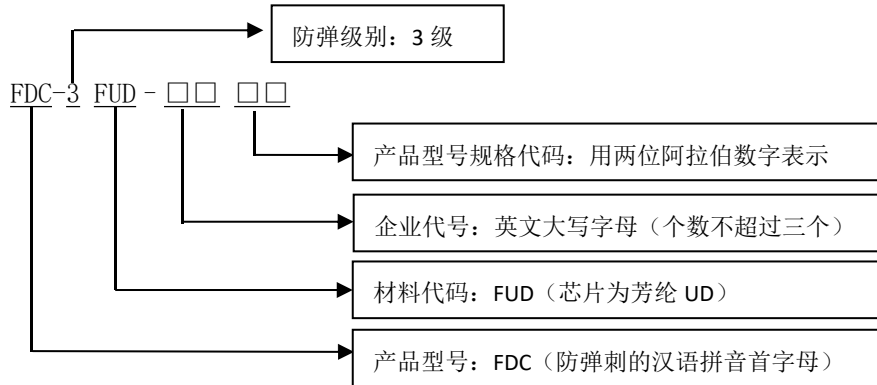 防弹级别：3 级
FDC-3 FUD-□□ □□
产品型号规格代码：用两位阿拉伯数字表示
企业代号：英文大写字母（个数不超过三个）
材料代码：FUD（芯片为芳纶 UD）
产品型号：FDC（防弹刺的汉语拼音首字母）